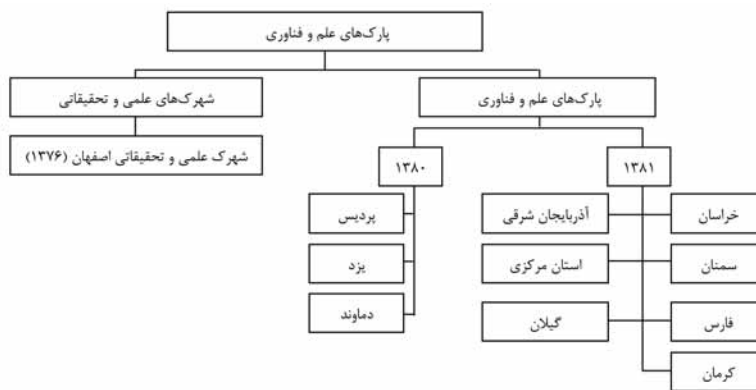 پارک‌های علم و فناوری
پارک‌های علم و فناوری
شهرک‌های علمی و تحقیقاتی
شهرک علمی و تحقیقاتی اصفهان (۱۳۷۶)
۱۳۸۱
۱۳۸۰
خراسان
آذربایجان شرقی
پردیس
سمنان
استان مرکزی
یزد
فارس
گیلان
دماوند
کرمان